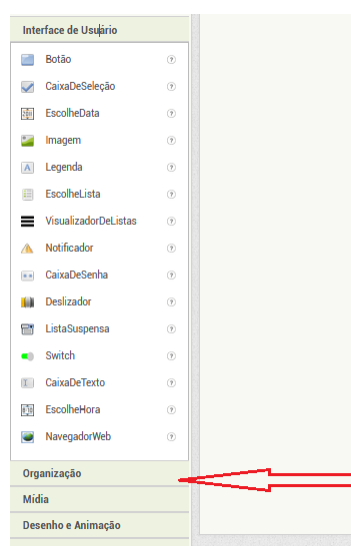 Interface de Usuário
Botão
CaixaDeSeleção
EscolheData
Imagem
A Legenda
EscolheLista
VisualizadorDeListas
Notificador
CaixaDeSenha
Deslizador
ListaSuspensa
Switch
CaixaDeTexto
EscolheHora
NavegadorWeb
Organização
Mídia
Desenho e Animação